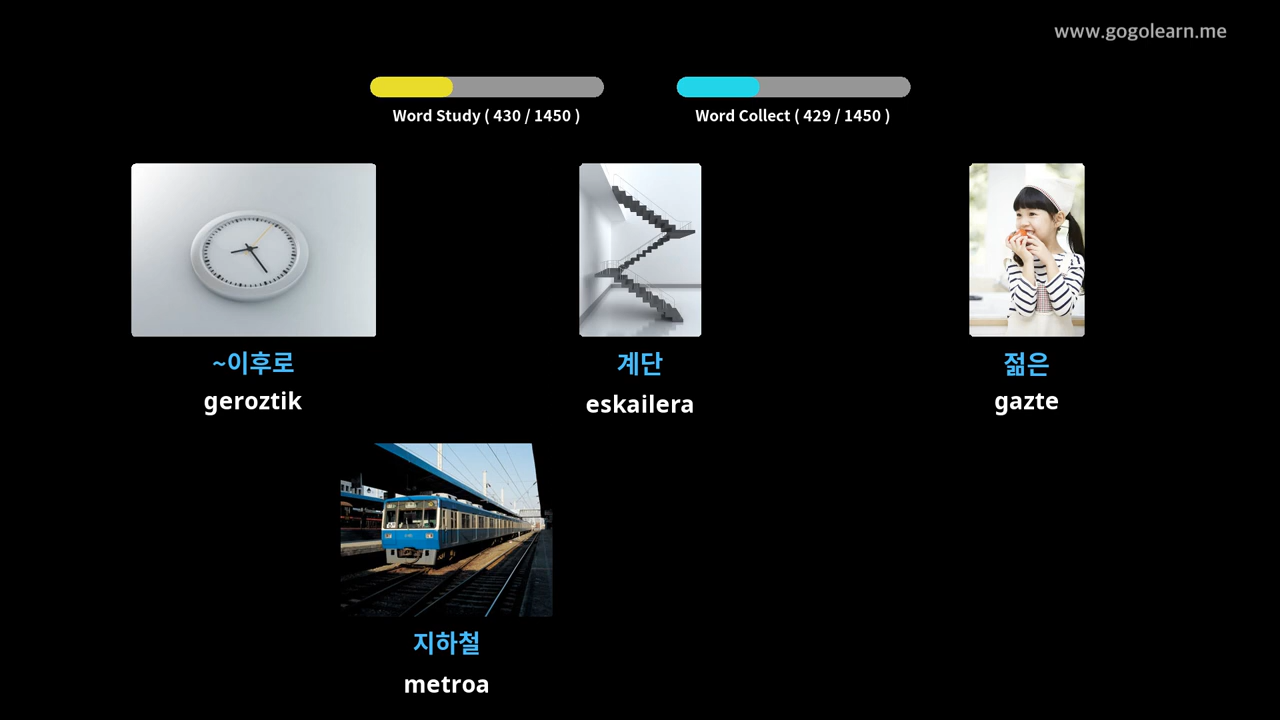 www.gogolearn.me
Word Study ( 430 / 1450 )
Word Collect ( 429 / 1450 )
~이후로
geroztik
계단
eskailera
젊은
gazte
지하철
metroa